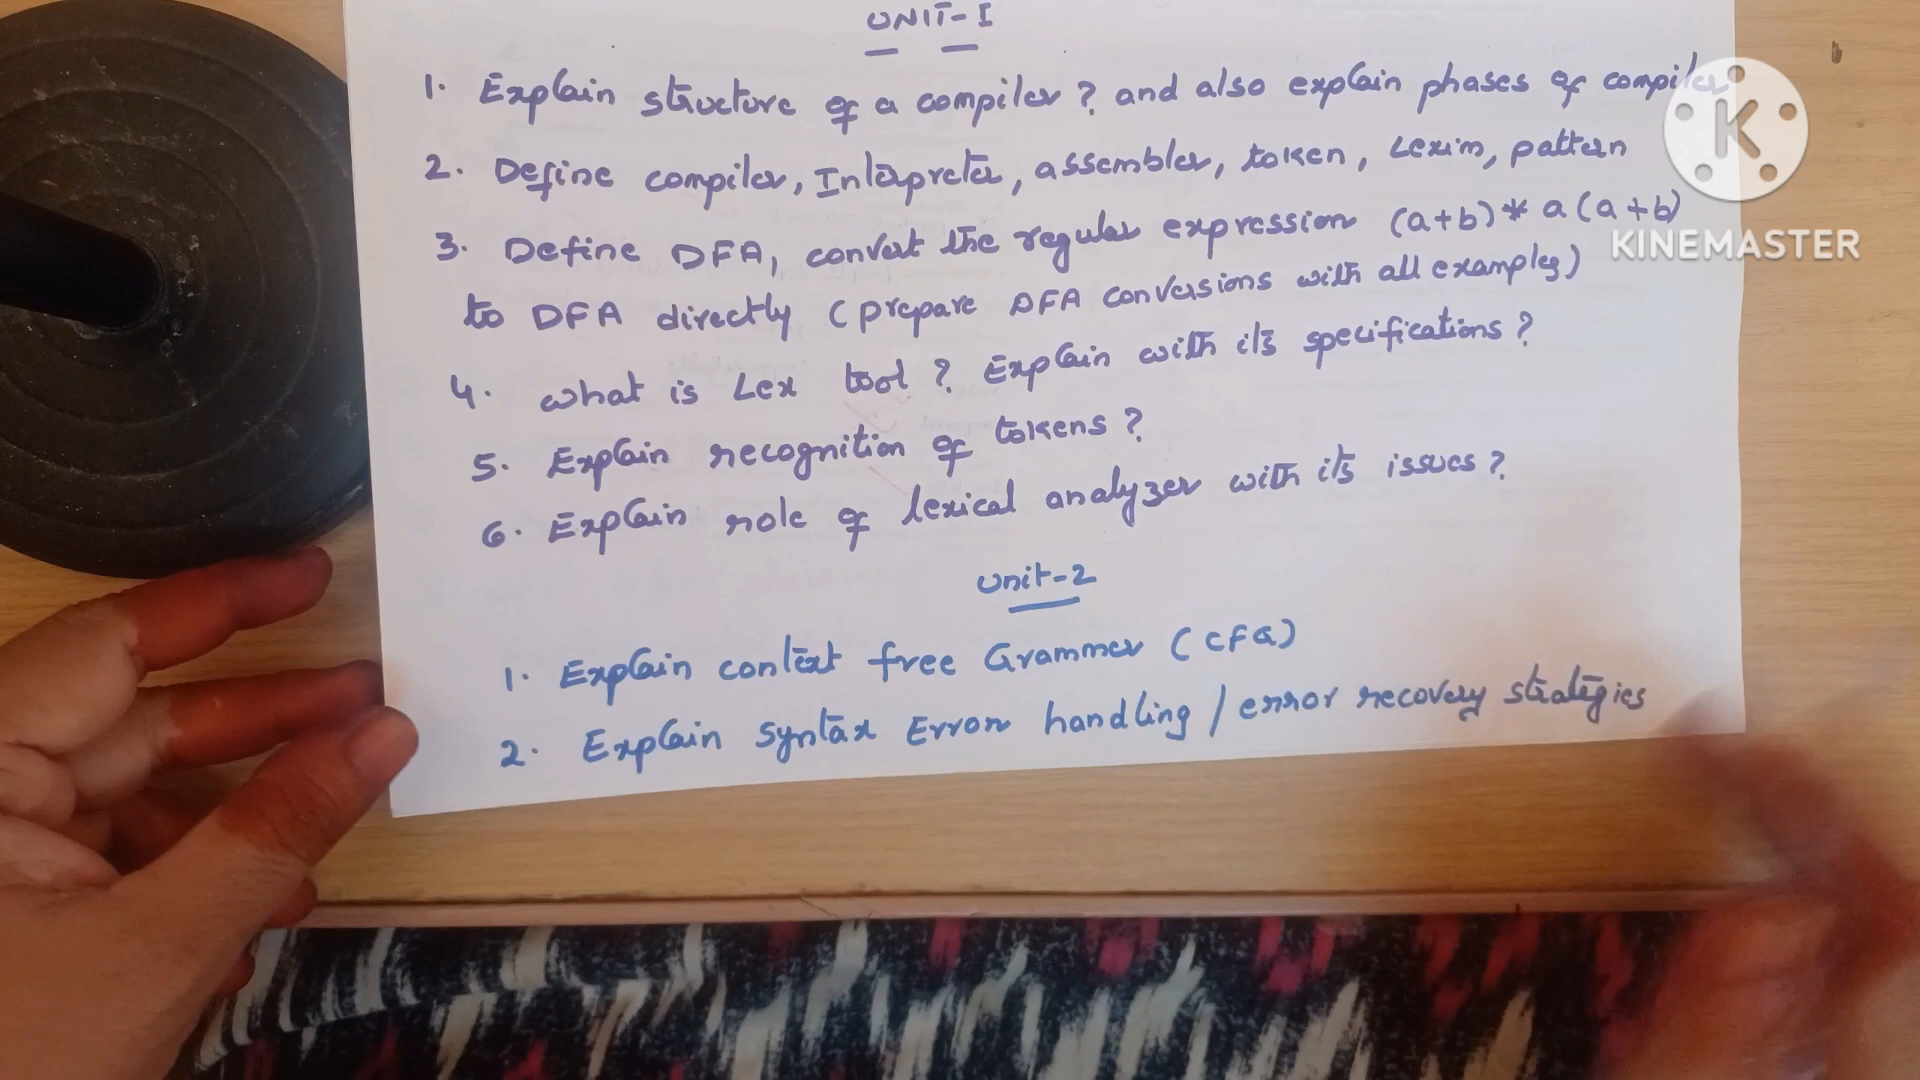 UNIT-I
1. Explain structure of a compiler? and also explain phases of compiler
2. Define compiler, Interpreter, assembler, token, Lexim, pattern
3. Define DFA, convert the regular expression (a+b)* a(a+b)
to DFA directly (prepare DFA conversions with all examples)
4. what is Lex tool? Explain with its specifications?
5. Explain recognition of tokens?
6. Explain role of lexical analyzer with its issues?
Unit-2
1. Explain context free Grammer (CFG)
2. Explain Syntax Error handling / error recovery strategies
K
KINEMASTER